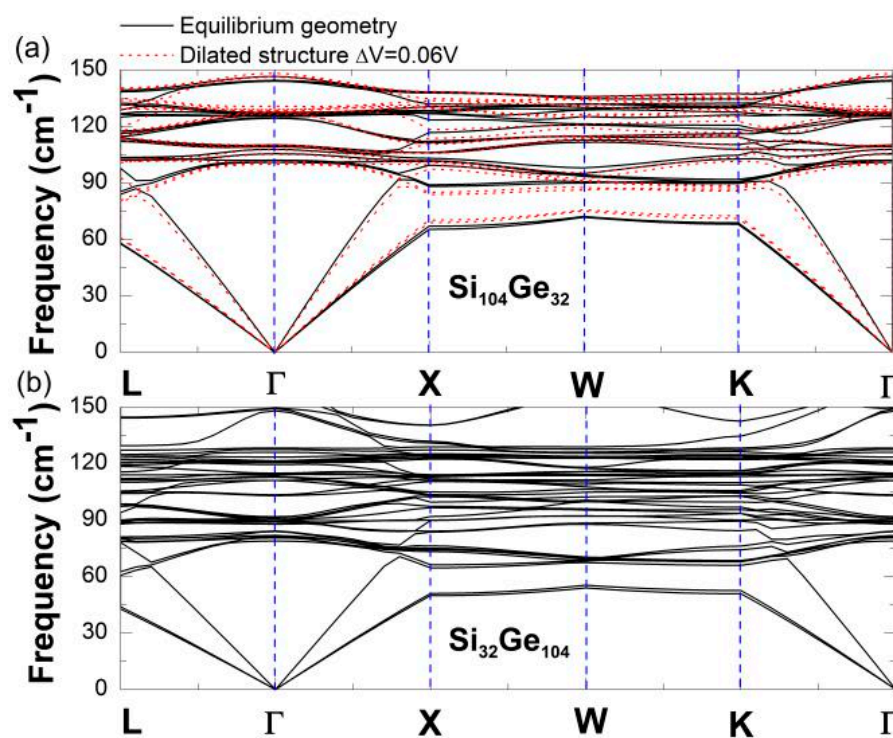 Equilibrium geometry
(a)
Dilated structure ΔV=0.06V
150
120
90
60
30
0
Frequency (cm⁻¹)
Si₁₀₄Ge₃₂
L Γ X W K Γ
(b)
150
120
90
60
30
0
Frequency (cm⁻¹)
Si₃₂Ge₁₀₄
L Γ X W K Γ